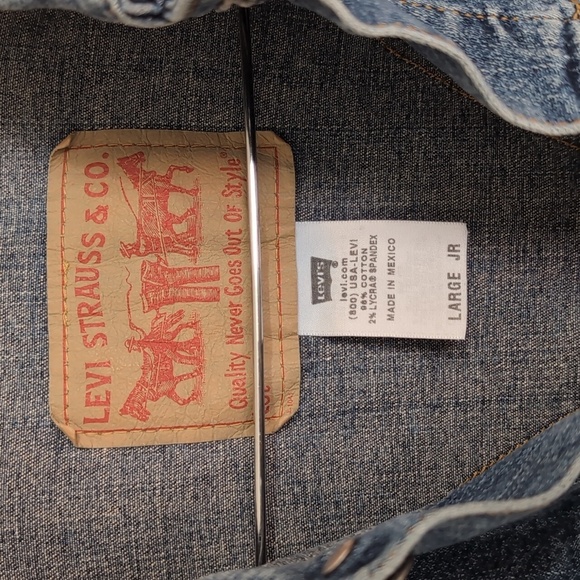 LEVI STRAUSS & CO.
Quality Never Goes Out Of Style®
LEVI'S®
levi.com
(800) USA-LEVI
98% COTTON
2% LYCRA® SPANDEX
MADE IN MEXICO
LARGE JR